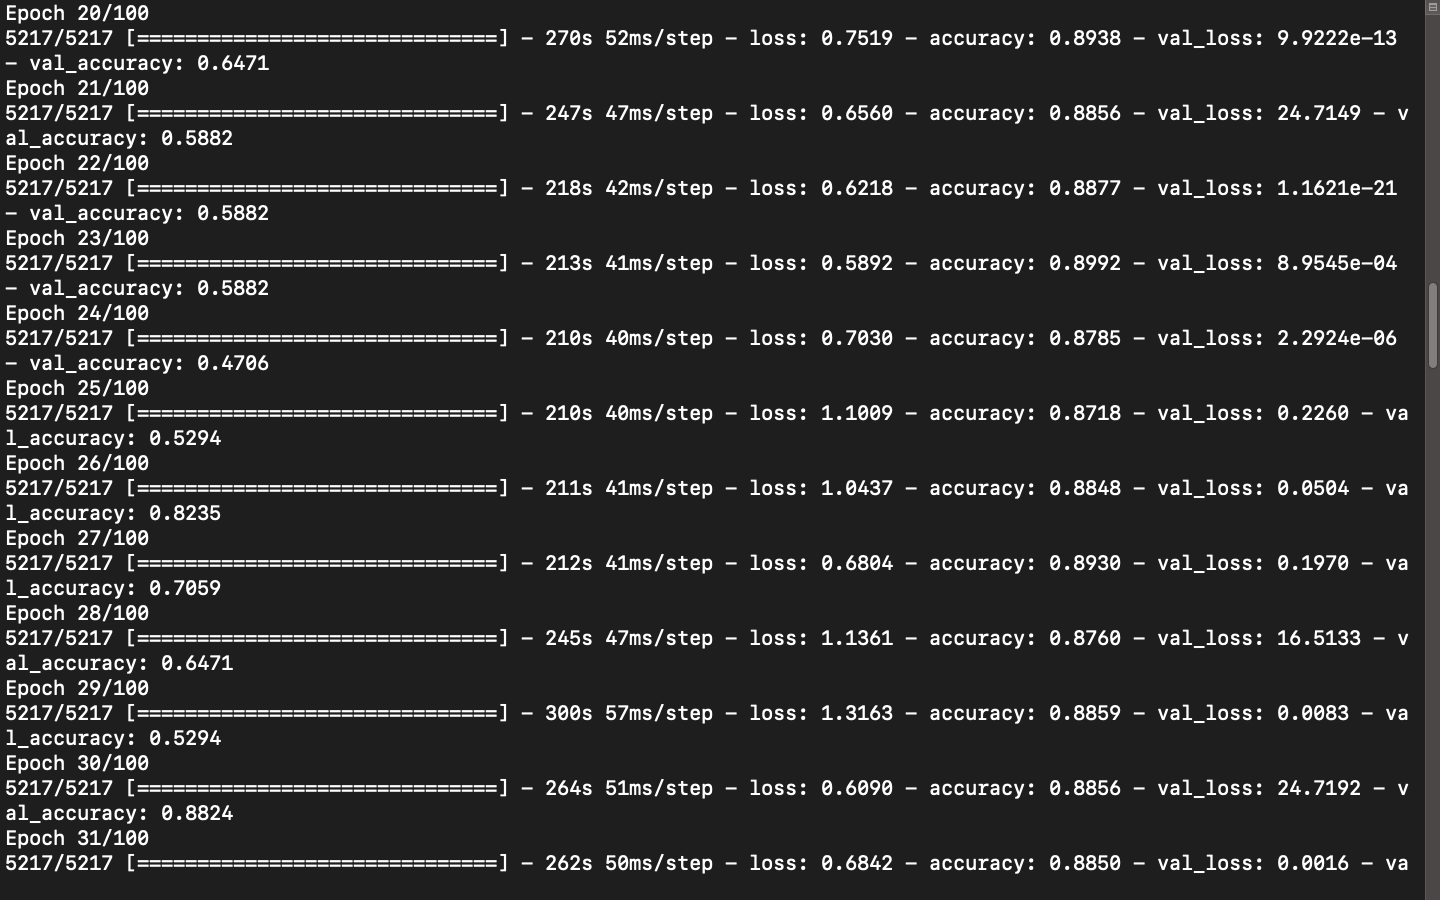 Epoch 20/100
5217/5217 [==============================] - 270s 52ms/step - loss: 0.7519 - accuracy: 0.8938 - val_loss: 9.9222e-13
- val_accuracy: 0.6471
Epoch 21/100
5217/5217 [==============================] - 247s 47ms/step - loss: 0.6560 - accuracy: 0.8856 - val_loss: 24.7149 - v
al_accuracy: 0.5882
Epoch 22/100
5217/5217 [==============================] - 218s 42ms/step - loss: 0.6218 - accuracy: 0.8877 - val_loss: 1.1621e-21
- val_accuracy: 0.5882
Epoch 23/100
5217/5217 [==============================] - 213s 41ms/step - loss: 0.5892 - accuracy: 0.8992 - val_loss: 8.9545e-04
- val_accuracy: 0.5882
Epoch 24/100
5217/5217 [==============================] - 210s 40ms/step - loss: 0.7030 - accuracy: 0.8785 - val_loss: 2.2924e-06
- val_accuracy: 0.4706
Epoch 25/100
5217/5217 [==============================] - 210s 40ms/step - loss: 1.1009 - accuracy: 0.8718 - val_loss: 0.2260 - va
l_accuracy: 0.5294
Epoch 26/100
5217/5217 [==============================] - 211s 41ms/step - loss: 1.0437 - accuracy: 0.8848 - val_loss: 0.0504 - va
l_accuracy: 0.8235
Epoch 27/100
5217/5217 [==============================] - 212s 41ms/step - loss: 0.6804 - accuracy: 0.8930 - val_loss: 0.1970 - va
l_accuracy: 0.7059
Epoch 28/100
5217/5217 [==============================] - 245s 47ms/step - loss: 1.1361 - accuracy: 0.8760 - val_loss: 16.5133 - v
al_accuracy: 0.6471
Epoch 29/100
5217/5217 [==============================] - 300s 57ms/step - loss: 1.3163 - accuracy: 0.8859 - val_loss: 0.0083 - va
l_accuracy: 0.5294
Epoch 30/100
5217/5217 [==============================] - 264s 51ms/step - loss: 0.6090 - accuracy: 0.8856 - val_loss: 24.7192 - v
al_accuracy: 0.8824
Epoch 31/100
5217/5217 [==============================] - 262s 50ms/step - loss: 0.6842 - accuracy: 0.8850 - val_loss: 0.0016 - va